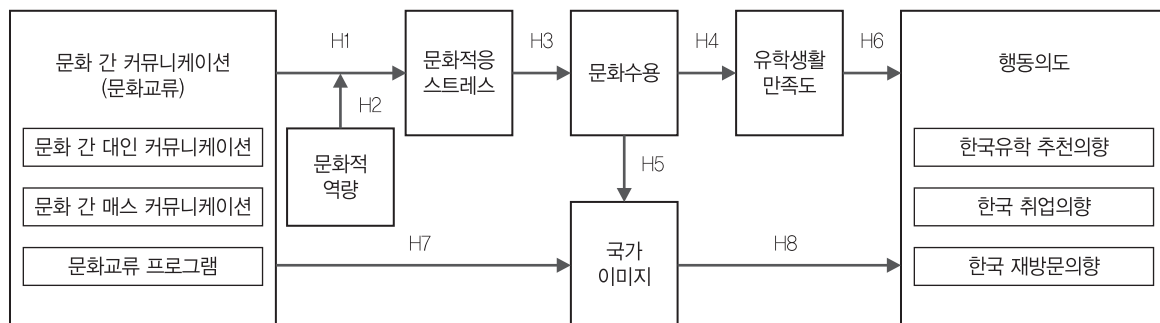 문화 간 커뮤니케이션
(문화교류)
문화 간 대인 커뮤니케이션
문화 간 매스 커뮤니케이션
문화교류 프로그램
H1
H2
문화적
역량
문화적응
스트레스
H3
문화수용
H4
유학생활
만족도
H6
H5
H7
국가
이미지
H8
행동의도
한국유학 추천의향
한국 취업의향
한국 재방문의향